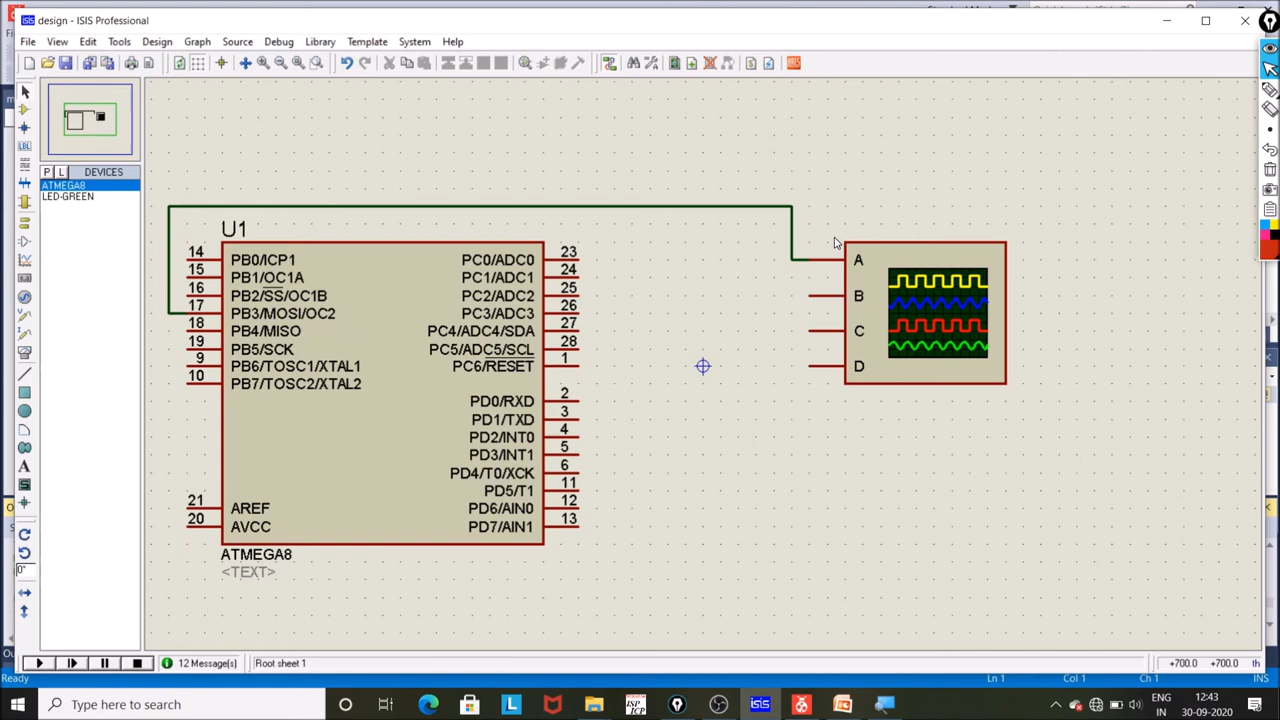 design - ISIS Professional
File View Edit Tools Design Graph Source Debug Library Template System Help
P L DEVICES
ATMEGA8
LED-GREEN
U1
14 PB0/ICP1 PC0/ADC0 23
15 PB1/OC1A PC1/ADC1 24
16 PB2/SS/OC1B PC2/ADC2 25
17 PB3/MOSI/OC2 PC3/ADC3 26
18 PB4/MISO PC4/ADC4/SDA 27
19 PB5/SCK PC5/ADC5/SCL 28
9 PB6/TOSC1/XTAL1 PC6/RESET 1
10 PB7/TOSC2/XTAL2
PD0/RXD 2
PD1/TXD 3
PD2/INT0 4
PD3/INT1 5
PD4/T0/XCK 6
PD5/T1 11
21 AREF PD6/AIN0 12
20 AVCC PD7/AIN1 13
ATMEGA8
<TEXT>
A
B
C
D
LBL
A
0°
12 Message(s) Root sheet 1 +700.0 +700.0 th
Ready Ln 1 Col 1 Ch 1 INS
Type here to search
L
ISP
ICP
isis
ENG
IN
12:43
30-09-2020